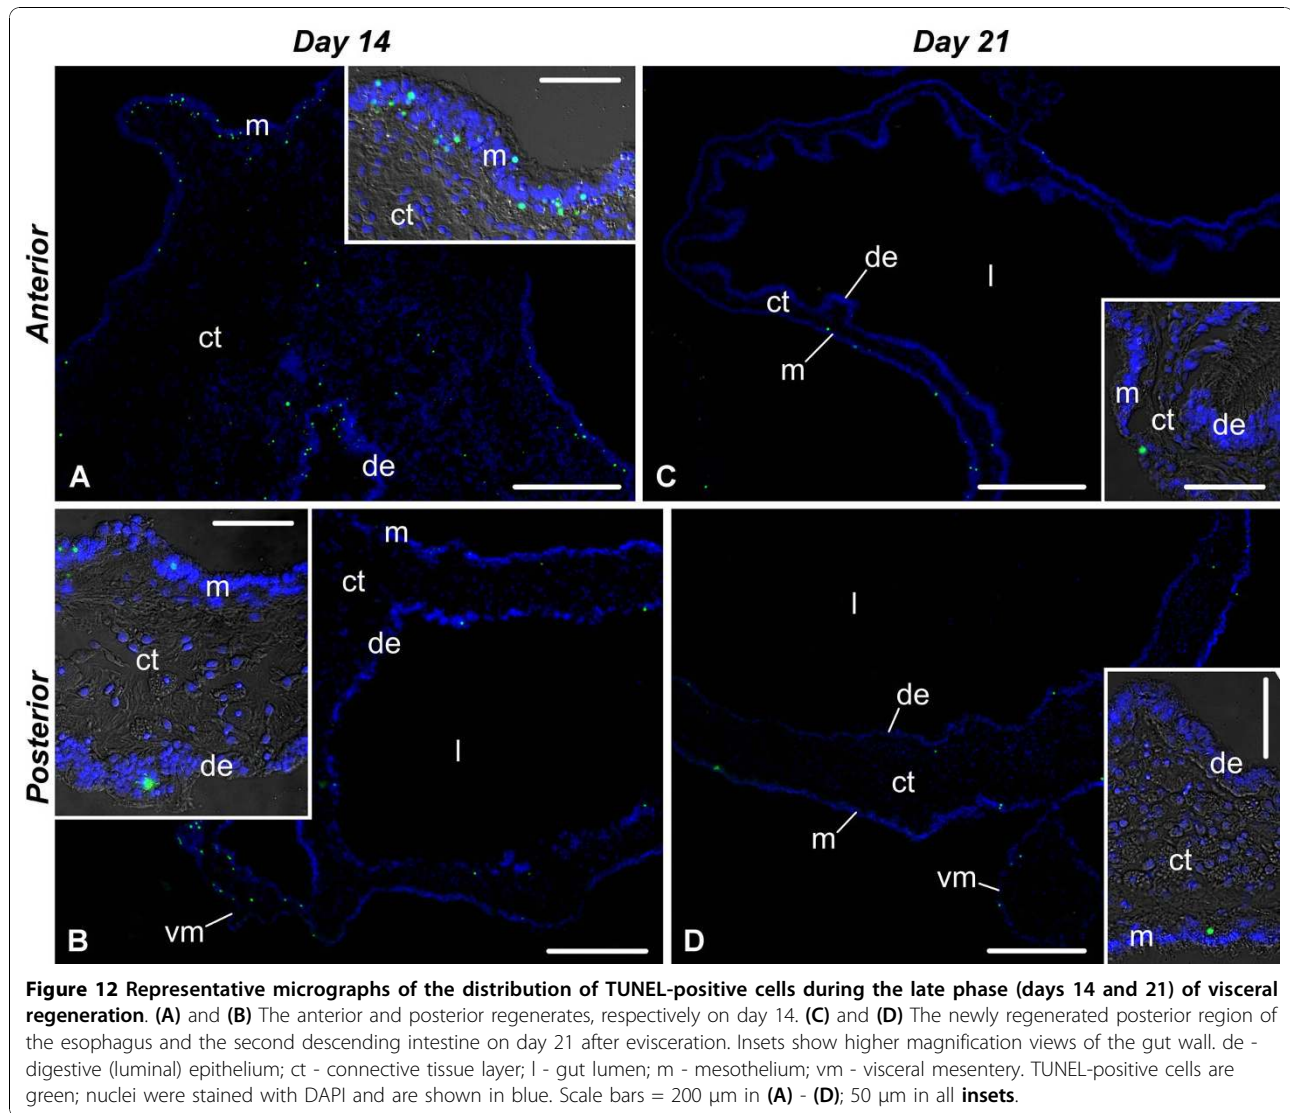 Day 14
Day 21
Anterior
Posterior
m
m
ct
ct
de
A
de
ct
l
m
m
ct
de
C
m
m
ct
ct
de
de
l
vm
B
l
de
ct
m
vm
de
ct
m
D
Figure 12 Representative micrographs of the distribution of TUNEL-positive cells during the late phase (days 14 and 21) of visceral
regeneration. (A) and (B) The anterior and posterior regenerates, respectively on day 14. (C) and (D) The newly regenerated posterior region of
the esophagus and the second descending intestine on day 21 after evisceration. Insets show higher magnification views of the gut wall. de -
digestive (luminal) epithelium; ct - connective tissue layer; l - gut lumen; m - mesothelium; vm - visceral mesentery. TUNEL-positive cells are
green; nuclei were stained with DAPI and are shown in blue. Scale bars = 200 μm in (A) - (D); 50 μm in all insets.